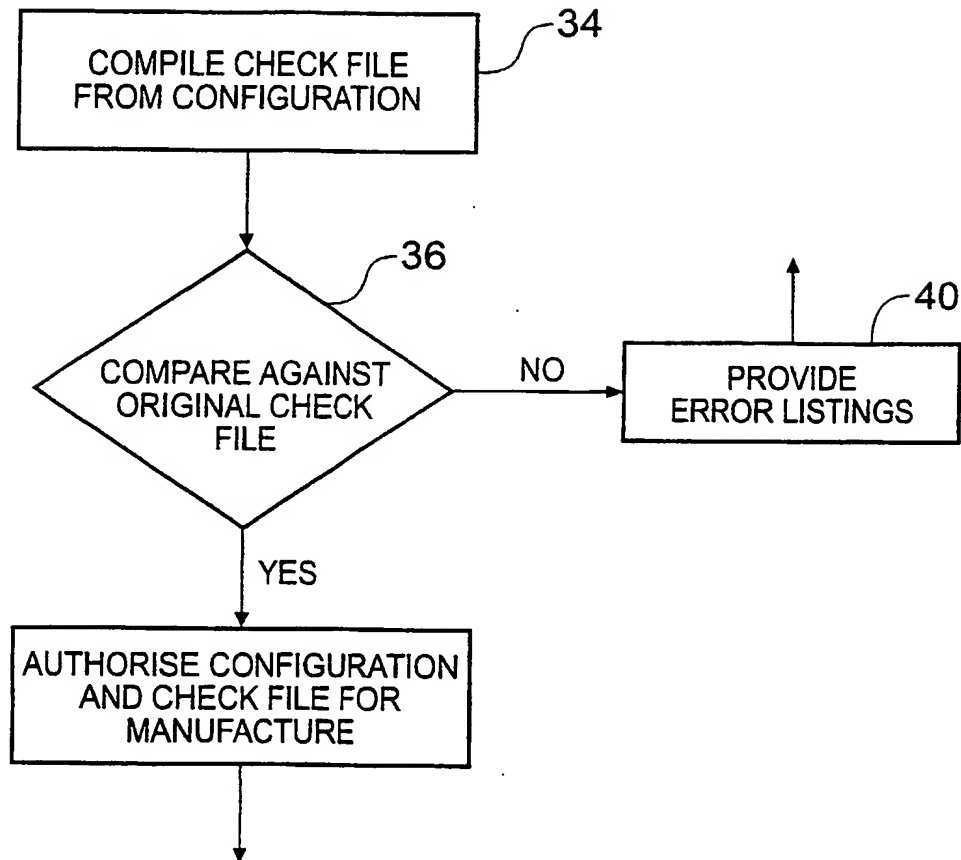 34
COMPILE CHECK FILE
FROM CONFIGURATION
36
COMPARE AGAINST
ORIGINAL CHECK
FILE
NO
40
PROVIDE
ERROR LISTINGS
YES
AUTHORISE CONFIGURATION
AND CHECK FILE FOR
MANUFACTURE